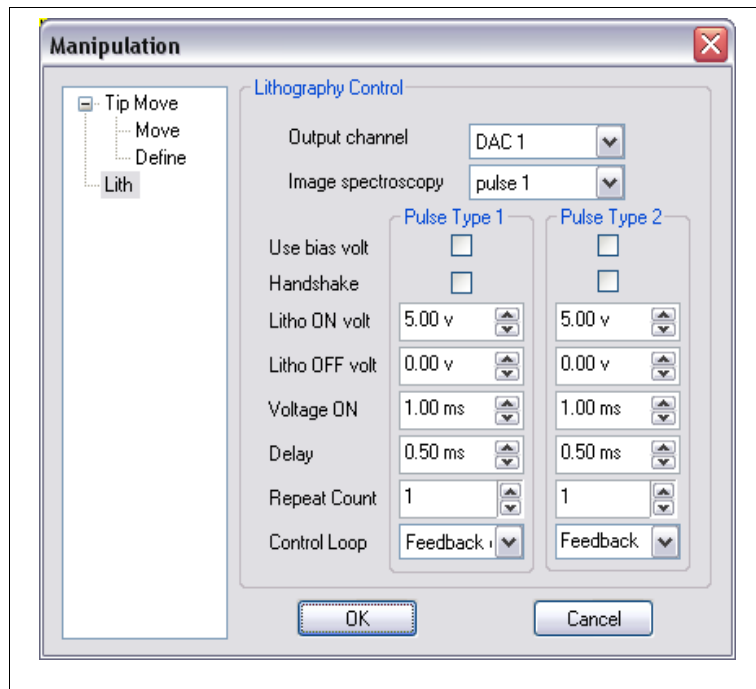 Manipulation
Tip Move
Move
Define
Lith
Lithography Control
Output channel DAC 1
Image spectroscopy pulse 1
Pulse Type 1 Pulse Type 2
Use bias volt
Handshake
Litho ON volt 5.00 v 5.00 v
Litho OFF volt 0.00 v 0.00 v
Voltage ON 1.00 ms 1.00 ms
Delay 0.50 ms 0.50 ms
Repeat Count 1 1
Control Loop Feedback Feedback
OK Cancel